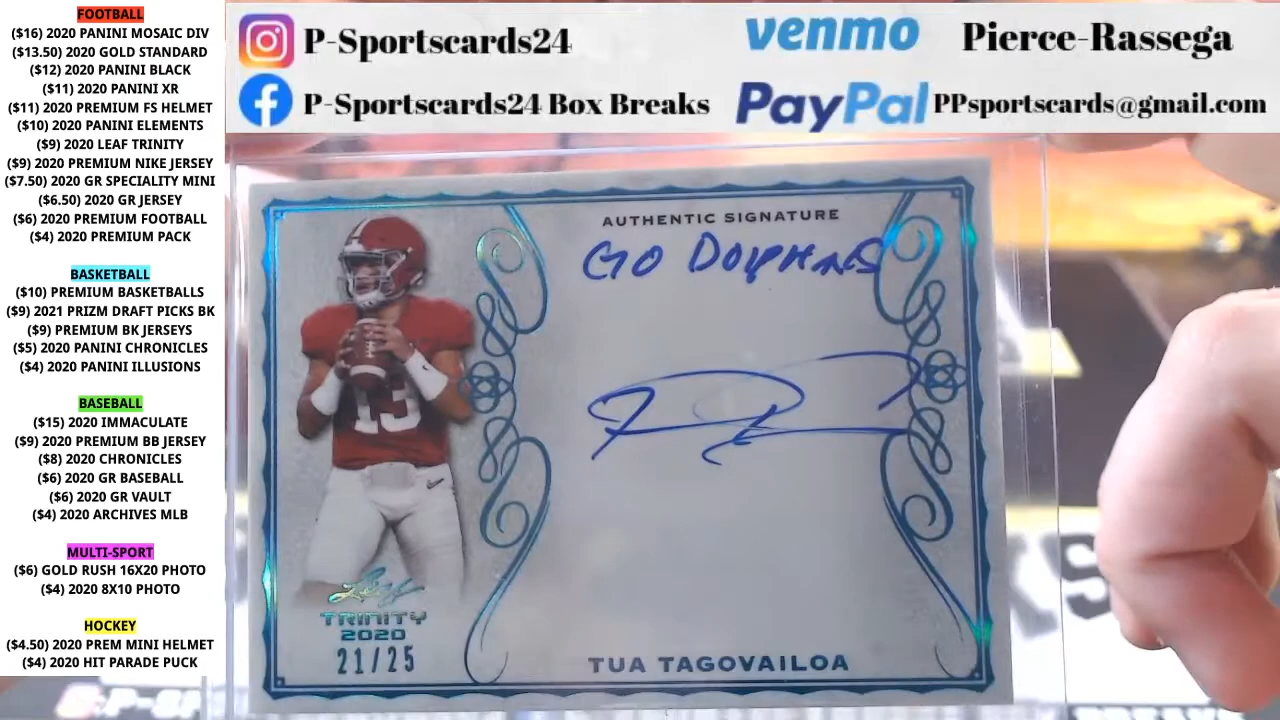 FOOTBALL
($16) 2020 PANINI MOSAIC DIV
($13.50) 2020 GOLD STANDARD
($12) 2020 PANINI BLACK
($11) 2020 PANINI XR
($11) 2020 PREMIUM FS HELMET
($10) 2020 PANINI ELEMENTS
($9) 2020 LEAF TRINITY
($9) 2020 PREMIUM NIKE JERSEY
($7.50) 2020 GR SPECIALITY MINI
($6.50) 2020 GR JERSEY
($6) 2020 PREMIUM FOOTBALL
($4) 2020 PREMIUM PACK
BASKETBALL
($10) PREMIUM BASKETBALLS
($9) 2021 PRIZM DRAFT PICKS BK
($9) PREMIUM BK JERSEYS
($5) 2020 PANINI CHRONICLES
($4) 2020 PANINI ILLUSIONS
BASEBALL
($15) 2020 IMMACULATE
($9) 2020 PREMIUM BB JERSEY
($8) 2020 CHRONICLES
($6) 2020 GR BASEBALL
($6) 2020 GR VAULT
($4) 2020 ARCHIVES MLB
MULTI-SPORT
($6) GOLD RUSH 16X20 PHOTO
($4) 2020 8X10 PHOTO
HOCKEY
($4.50) 2020 PREM MINI HELMET
($4) 2020 HIT PARADE PUCK
P-Sportscards24
venmo Pierce-Rassega
P-Sportscards24 Box Breaks
PayPal PPsportscards@gmail.com
AUTHENTIC SIGNATURE
GO DOLPHINS
13
Leaf
TRINITY
2020
21/25
TUA TAGOVAILOA